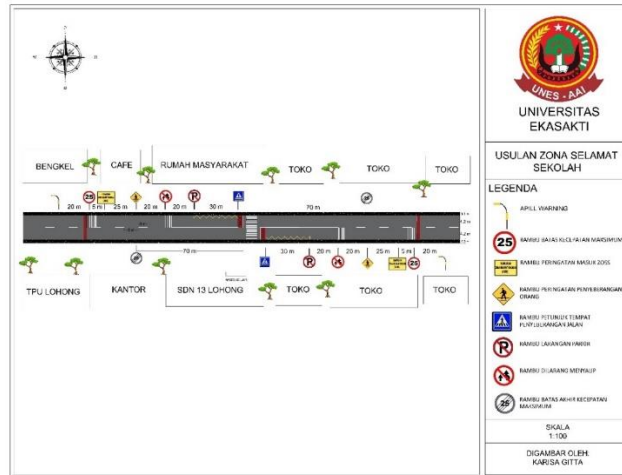 BENGKEL
CAFE
RUMAH MASYARAKAT
TOKO
TOKO
TOKO
25
20 m
5 m
25 m
20 m
20 m
30 m
70 m
70 m
30 m
20 m
25 m
5 m
20 m
25
TPU LOHONG
KANTOR
SDN 13 LOHONG
TOKO
TOKO
TOKO
UNES - AAI
UNIVERSITAS
EKASAKTI
USULAN ZONA SELAMAT
SEKOLAH
LEGENDA
APILL WARNING
25
RAMBU BATAS KECEPATAN MAKSIMUM
RAMBU PERINGATAN MASUK ZOSS
RAMBU PERINGATAN PENYEBERANGAN
ORANG
RAMBU PETUNJUK TEMPAT
PENYEBERANGAN JALAN
P
RAMBU LARANGAN PARKIR
RAMBU DILARANG MENYALIP
25
RAMBU BATAS AKHIR KECEPATAN
MAKSIMUM
SKALA
1:100
DIGAMBAR OLEH:
KARISA GITTA